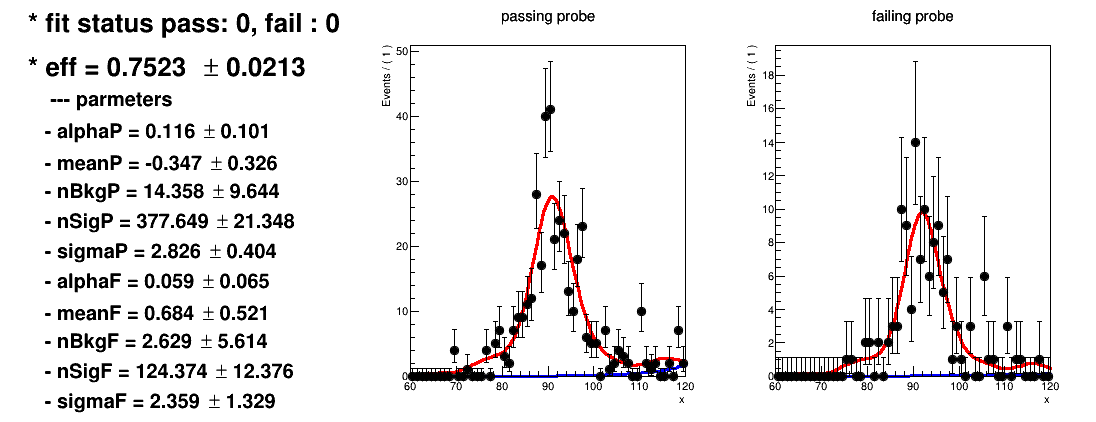 * fit status pass: 0, fail : 0
* eff = 0.7523 ± 0.0213
--- parmeters
- alphaP = 0.116 ± 0.101
- meanP = -0.347 ± 0.326
- nBkgP = 14.358 ± 9.644
- nSigP = 377.649 ± 21.348
- sigmaP = 2.826 ± 0.404
- alphaF = 0.059 ± 0.065
- meanF = 0.684 ± 0.521
- nBkgF = 2.629 ± 5.614
- nSigF = 124.374 ± 12.376
- sigmaF = 2.359 ± 1.329
passing probe
Events / ( 1 )
50
40
30
20
10
0
60 70 80 90 100 110 120
x
failing probe
Events / ( 1 )
18
16
14
12
10
8
6
4
2
0
60 70 80 90 100 110 120
x